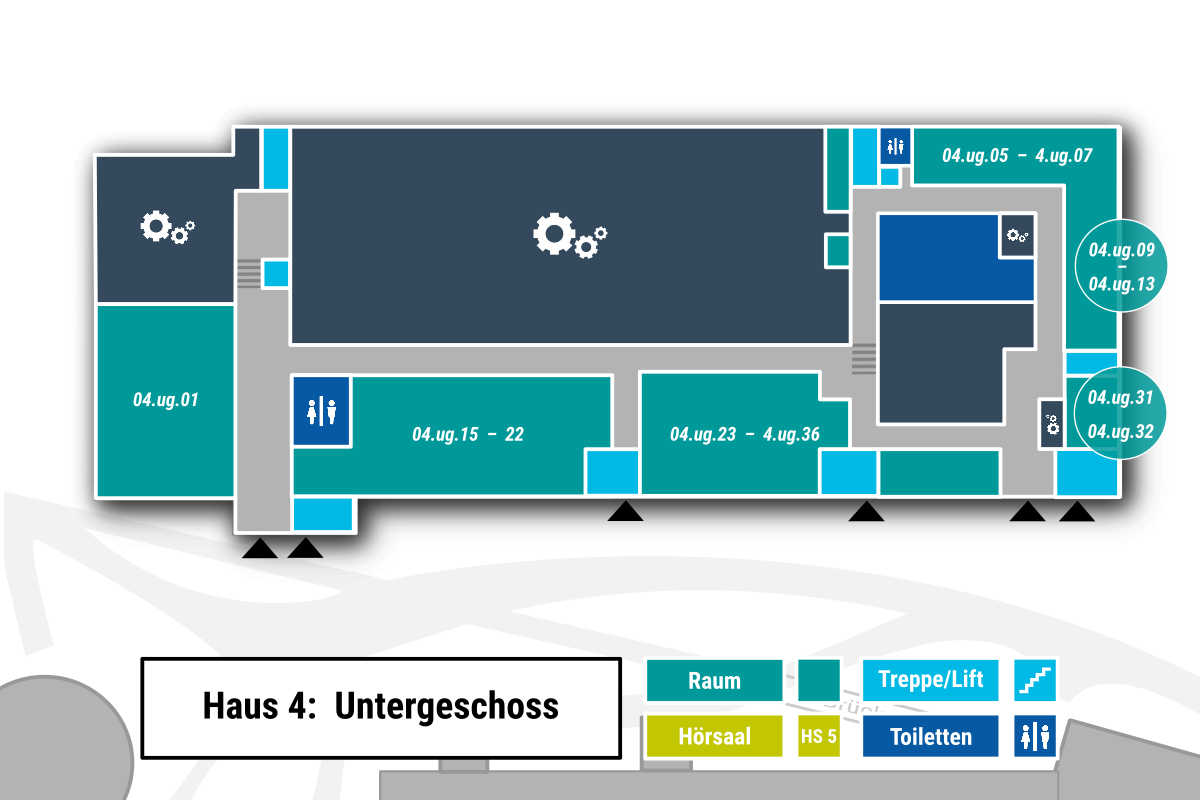 04.ug.05 – 4.ug.07
04.ug.09
–
04.ug.13
04.ug.01
04.ug.15 – 22
04.ug.23 – 4.ug.36
04.ug.31
04.ug.32
Haus 4: Untergeschoss
Raum
Treppe/Lift
Hörsaal
HS 5
Toiletten